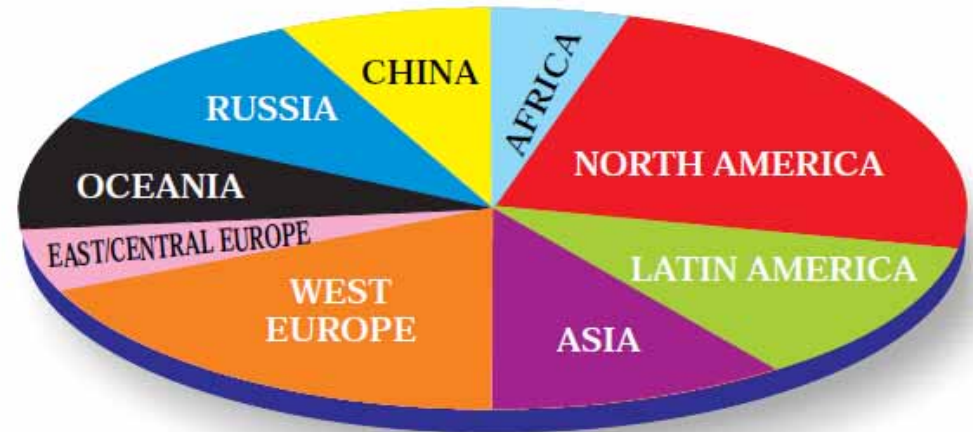 CHINA
AFRICA
RUSSIA
NORTH AMERICA
OCEANIA
EAST/CENTRAL EUROPE
LATIN AMERICA
WEST
EUROPE
ASIA